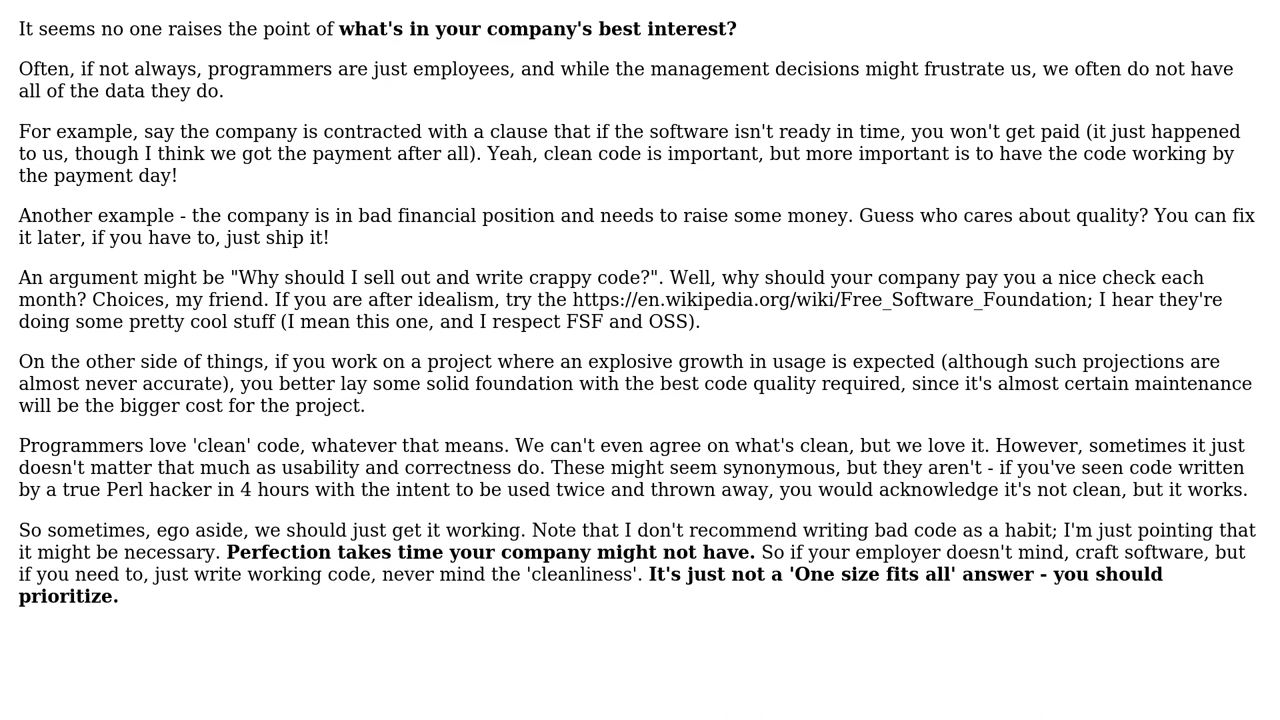 It seems no one raises the point of what's in your company's best interest?
Often, if not always, programmers are just employees, and while the management decisions might frustrate us, we often do not have
all of the data they do.
For example, say the company is contracted with a clause that if the software isn't ready in time, you won't get paid (it just happened
to us, though I think we got the payment after all). Yeah, clean code is important, but more important is to have the code working by
the payment day!
Another example - the company is in bad financial position and needs to raise some money. Guess who cares about quality? You can fix
it later, if you have to, just ship it!
An argument might be "Why should I sell out and write crappy code?". Well, why should your company pay you a nice check each
month? Choices, my friend. If you are after idealism, try the https://en.wikipedia.org/wiki/Free_Software_Foundation; I hear they're
doing some pretty cool stuff (I mean this one, and I respect FSF and OSS).
On the other side of things, if you work on a project where an explosive growth in usage is expected (although such projections are
almost never accurate), you better lay some solid foundation with the best code quality required, since it's almost certain maintenance
will be the bigger cost for the project.
Programmers love 'clean' code, whatever that means. We can't even agree on what's clean, but we love it. However, sometimes it just
doesn't matter that much as usability and correctness do. These might seem synonymous, but they aren't - if you've seen code written
by a true Perl hacker in 4 hours with the intent to be used twice and thrown away, you would acknowledge it's not clean, but it works.
So sometimes, ego aside, we should just get it working. Note that I don't recommend writing bad code as a habit; I'm just pointing that
it might be necessary. Perfection takes time your company might not have. So if your employer doesn't mind, craft software, but
if you need to, just write working code, never mind the 'cleanliness'. It's just not a 'One size fits all' answer - you should
prioritize.